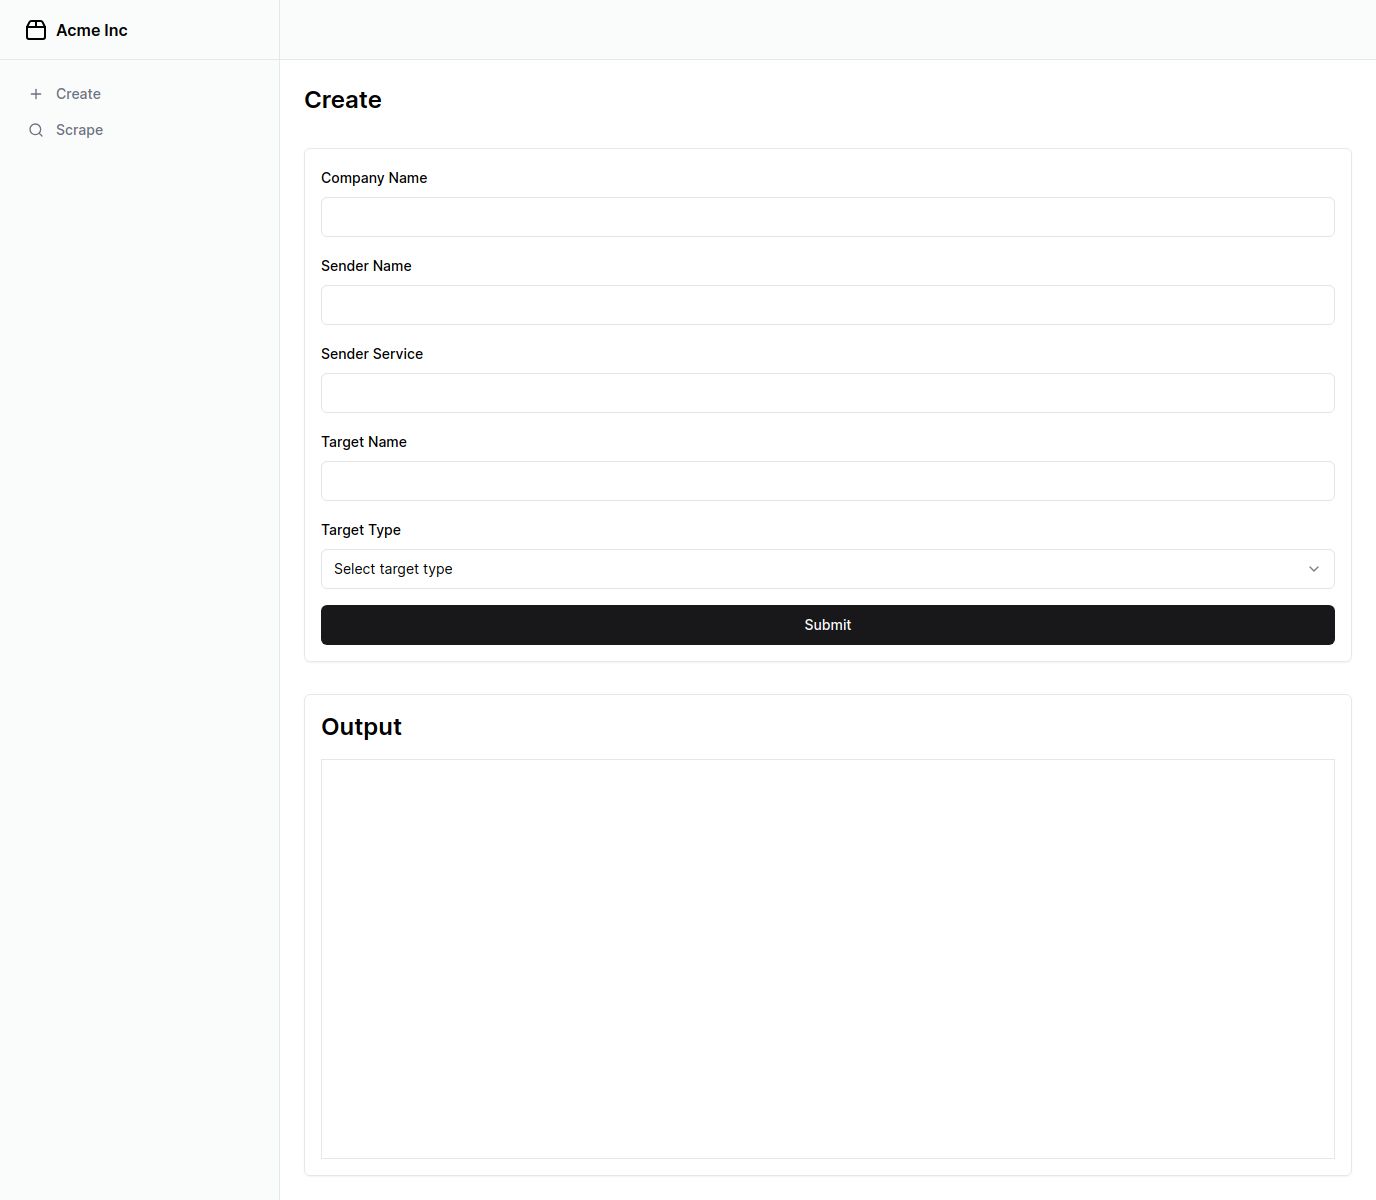 Acme Inc
Create
Scrape
Create
Company Name
Sender Name
Sender Service
Target Name
Target Type
Select target type
Submit
Output